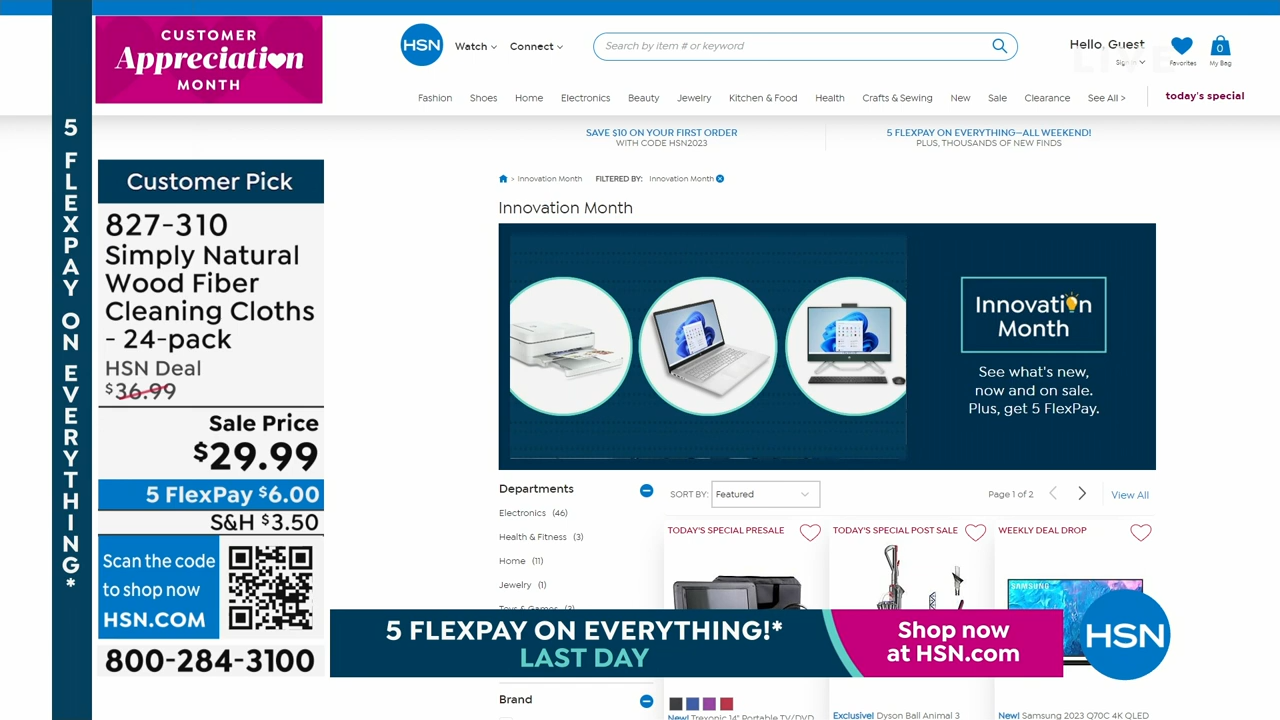 CUSTOMER
Appreciation
MONTH
5 FLEXPAY ON EVERYTHING*
Customer Pick
827-310
Simply Natural
Wood Fiber
Cleaning Cloths
- 24-pack
HSN Deal
$36.99
Sale Price
$29.99
5 FlexPay $6.00
S&H $3.50
Scan the code
to shop now
HSN.COM
800-284-3100
HSN
Watch
Connect
Search by item # or keyword
Hello, Guest
Sign In
Favorites
0
My Bag
Fashion Shoes Home Electronics Beauty Jewelry Kitchen & Food Health Crafts & Sewing New Sale Clearance See All > today's special
SAVE $10 ON YOUR FIRST ORDER
WITH CODE HSN2023
5 FLEXPAY ON EVERYTHING—ALL WEEKEND!
PLUS, THOUSANDS OF NEW FINDS
> Innovation Month FILTERED BY: Innovation Month
Innovation Month
Innovation
Month
See what's new,
now and on sale.
Plus, get 5 FlexPay.
Departments
Electronics (46)
Health & Fitness (3)
Home (11)
Jewelry (1)
Toys & Games (3)
SORT BY: Featured
Page 1 of 2
View All
TODAY'S SPECIAL PRESALE
TODAY'S SPECIAL POST SALE
WEEKLY DEAL DROP
SAMSUNG
5 FLEXPAY ON EVERYTHING!*
LAST DAY
Shop now
at HSN.com
HSN
Brand
New! Trexonic 14" Portable TV/DVD
Exclusive! Dyson Ball Animal 3
New! Samsung 2023 Q70C 4K QLED